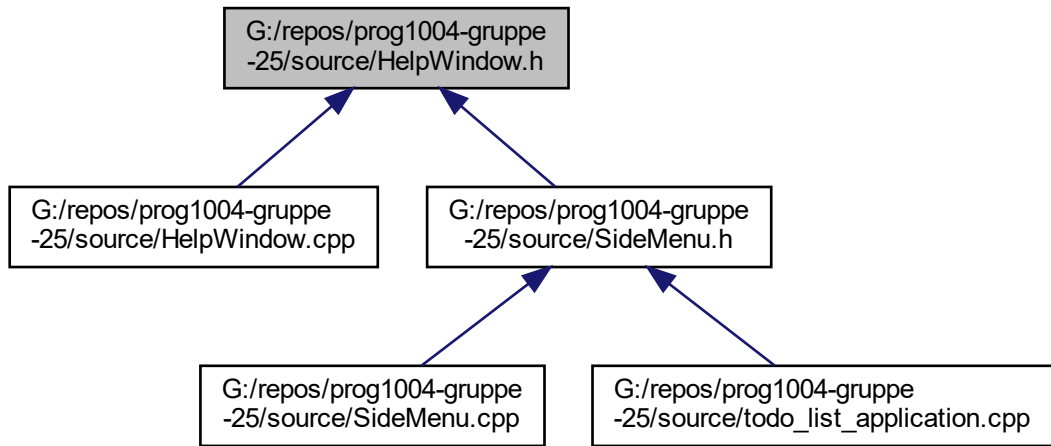 G:/repos/prog1004-gruppe
-25/source/HelpWindow.h
G:/repos/prog1004-gruppe
-25/source/HelpWindow.cpp
G:/repos/prog1004-gruppe
-25/source/SideMenu.h
G:/repos/prog1004-gruppe
-25/source/SideMenu.cpp
G:/repos/prog1004-gruppe
-25/source/todo_list_application.cpp